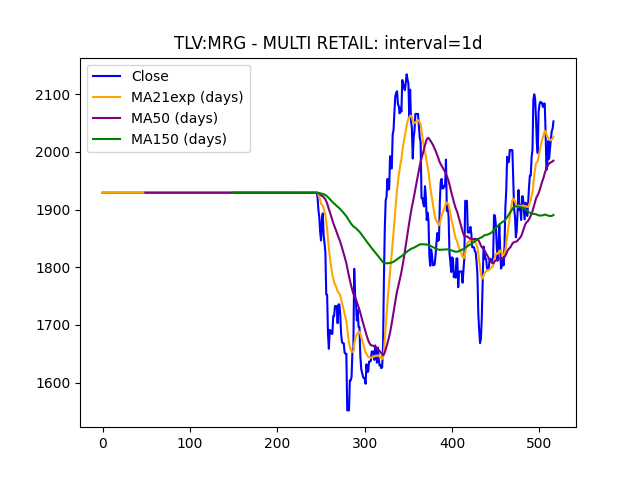 TLV:MRG - MULTI RETAIL: interval=1d
Close
MA21exp (days)
MA50 (days)
MA150 (days)
2100
2000
1900
1800
1700
1600
0 100 200 300 400 500